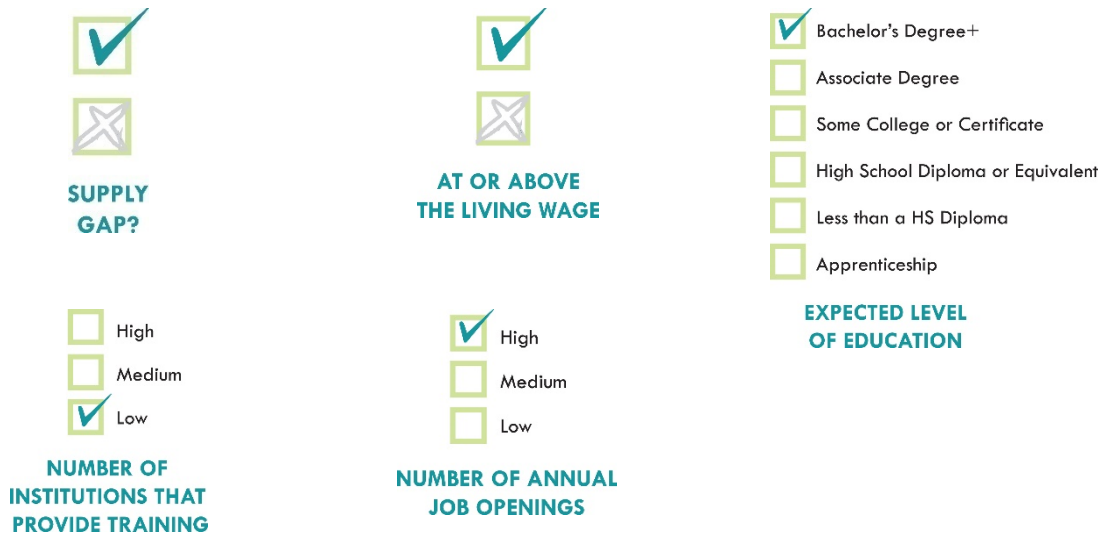 SUPPLY
GAP?
AT OR ABOVE
THE LIVING WAGE
Bachelor's Degree+
Associate Degree
Some College or Certificate
High School Diploma or Equivalent
Less than a HS Diploma
Apprenticeship
EXPECTED LEVEL
OF EDUCATION
High
Medium
Low
NUMBER OF
INSTITUTIONS THAT
PROVIDE TRAINING
High
Medium
Low
NUMBER OF ANNUAL
JOB OPENINGS